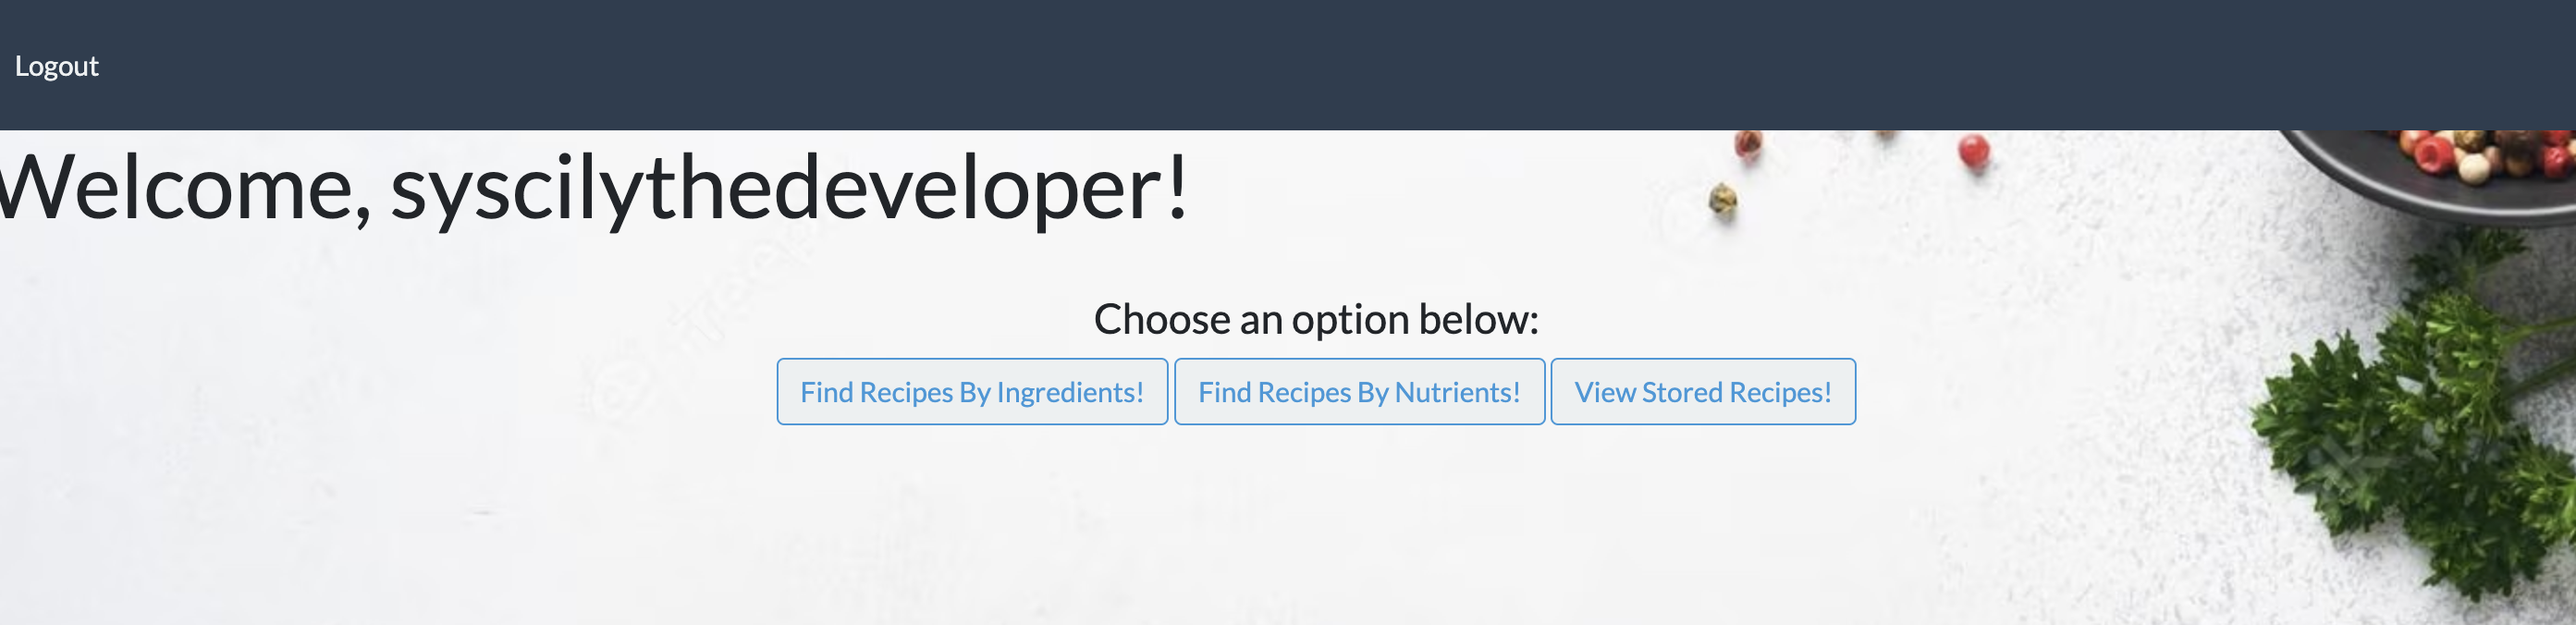 Logout
Welcome, syscilythedeveloper!
Choose an option below:
Find Recipes By Ingredients! Find Recipes By Nutrients! View Stored Recipes!